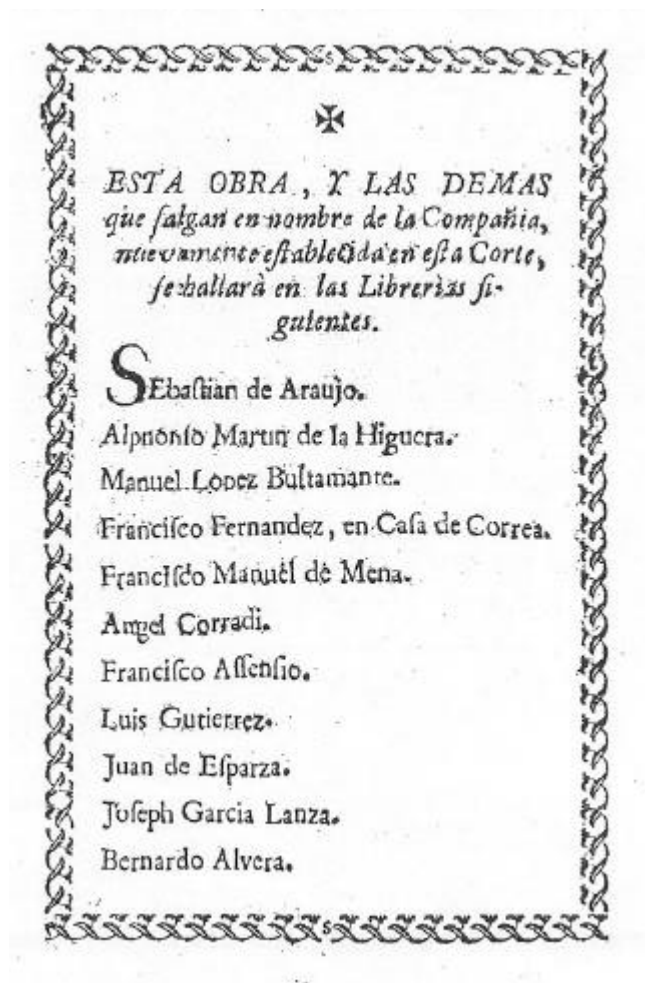 ✠
ESTA OBRA, Y LAS DEMAS
que ſalgan en nombre de la Compañia,
nuevamente eſtablecida en eſta Corte,
ſe hallarà en las Librerìas ſi-
guientes.
SEbaſtian de Araujo.
Alphonſo Martin de la Higuera.
Manuel Lopez Buſtamante.
Franciſco Fernandez, en Caſa de Correa.
Franciſco Manuèl de Mena.
Angel Corradi.
Franciſco Aſſenſio.
Luis Gutierrez.
Juan de Eſparza.
Joſeph Garcia Lanza.
Bernardo Alvera.